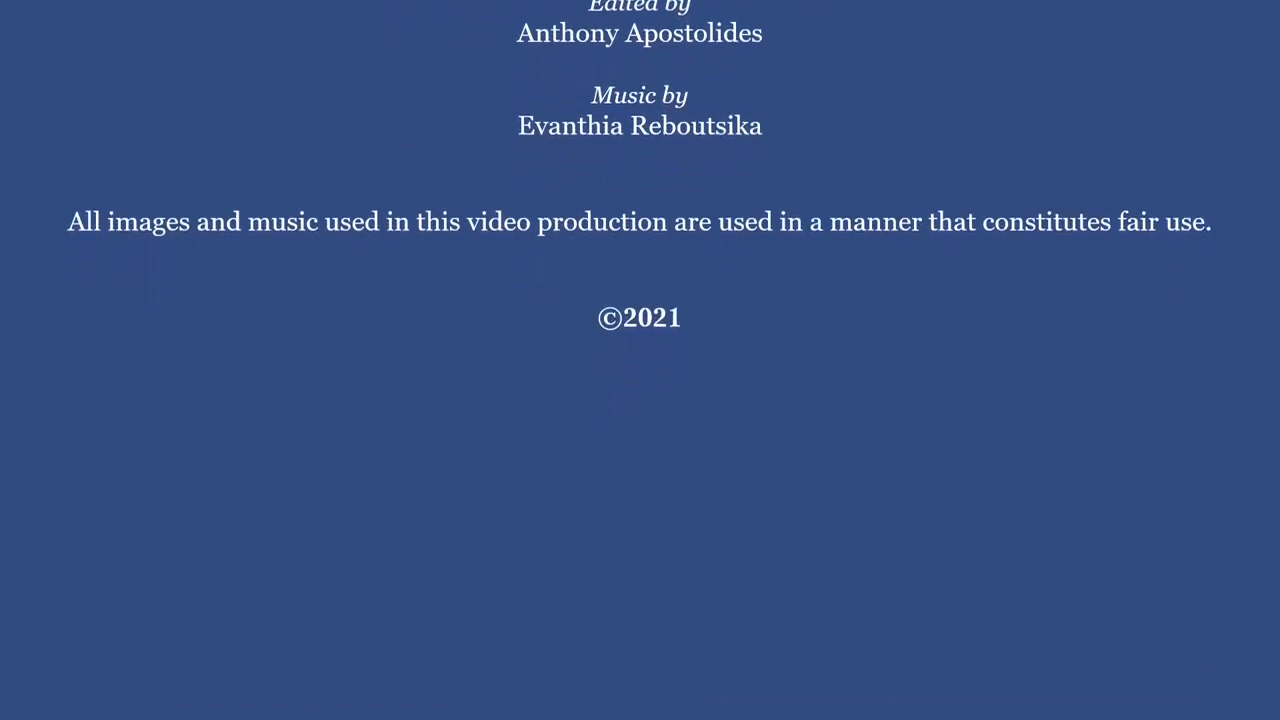 Edited by
Anthony Apostolides
Music by
Evanthia Reboutsika
All images and music used in this video production are used in a manner that constitutes fair use.
©2021